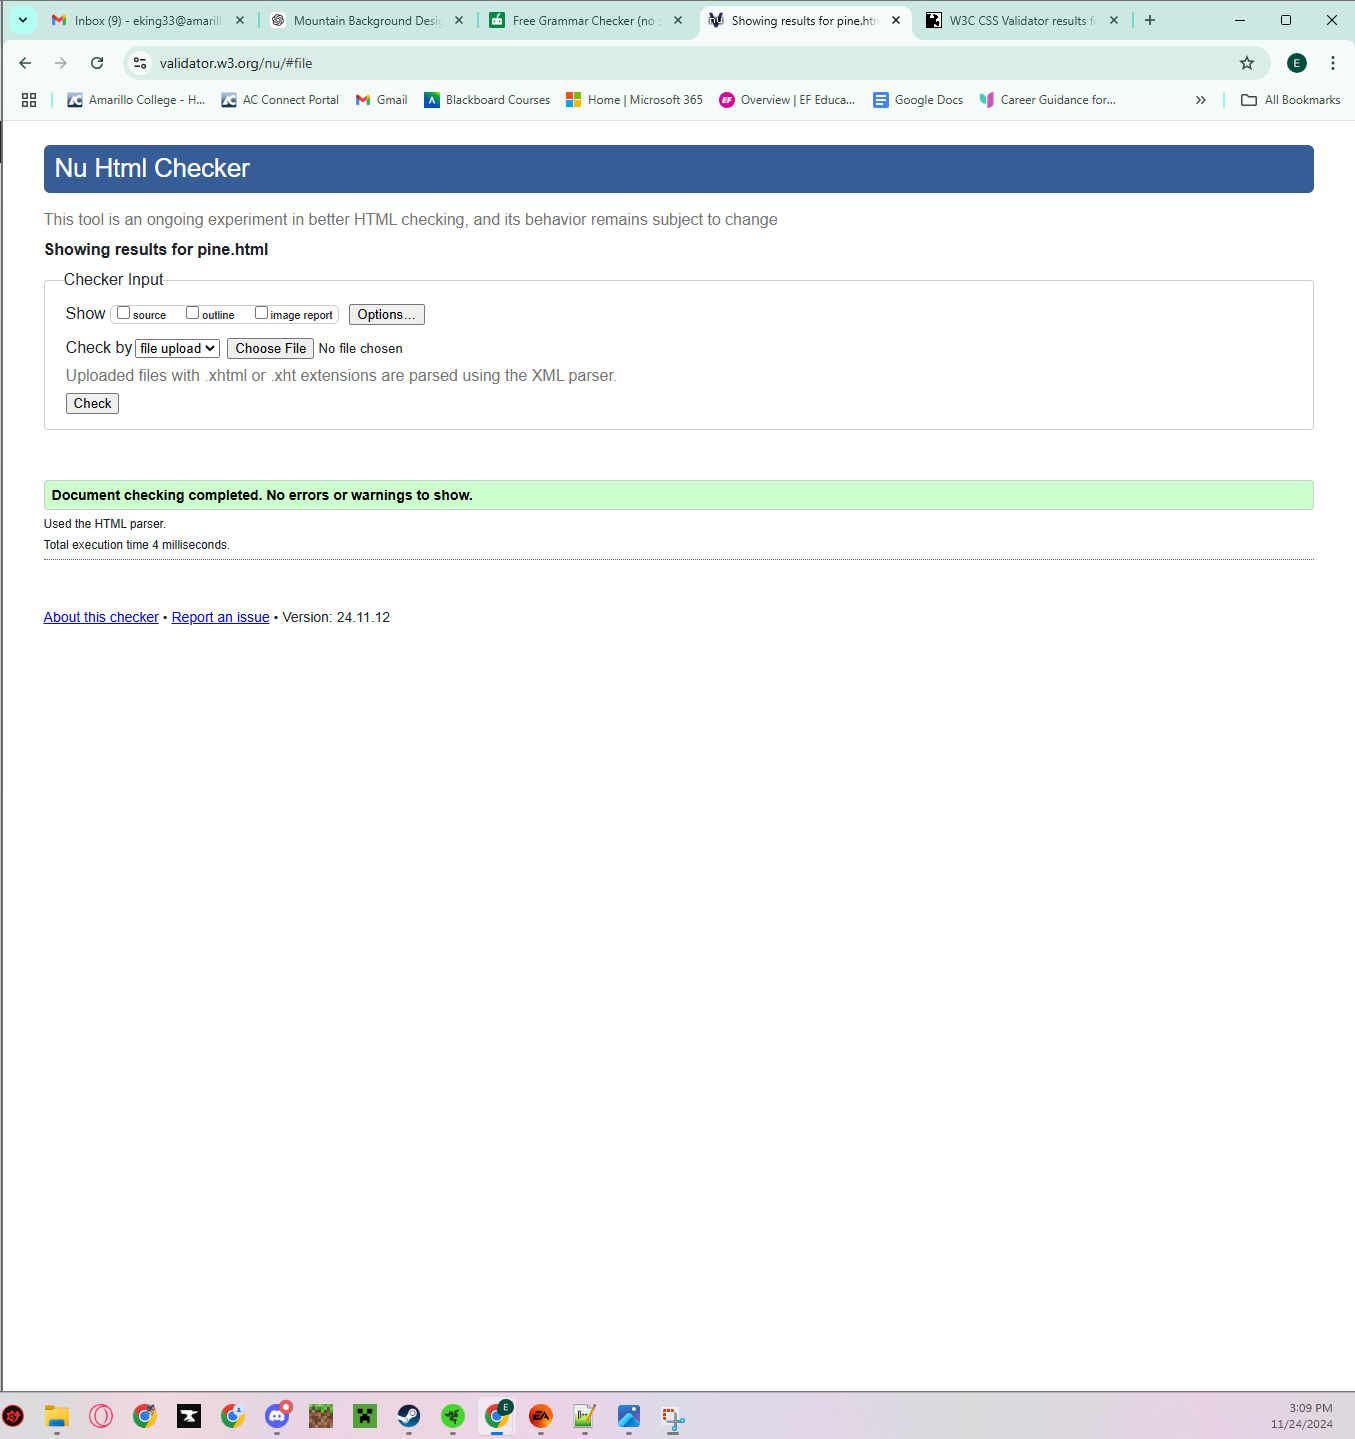 Inbox (9) - eking33@amarill
Mountain Background Desig
Free Grammar Checker (no s
Showing results for pine.htm
W3C CSS Validator results f
validator.w3.org/nu/#file
E
Amarillo College - H...
AC Connect Portal
Gmail
Blackboard Courses
Home | Microsoft 365
Overview | EF Educa...
Google Docs
Career Guidance for...
All Bookmarks
Nu Html Checker
This tool is an ongoing experiment in better HTML checking, and its behavior remains subject to change
Showing results for pine.html
Checker Input
Show source outline image report Options...
Check by file upload Choose File No file chosen
Uploaded files with .xhtml or .xht extensions are parsed using the XML parser.
Check
Document checking completed. No errors or warnings to show.
Used the HTML parser.
Total execution time 4 milliseconds.
About this checker • Report an issue • Version: 24.11.12
3:09 PM
11/24/2024